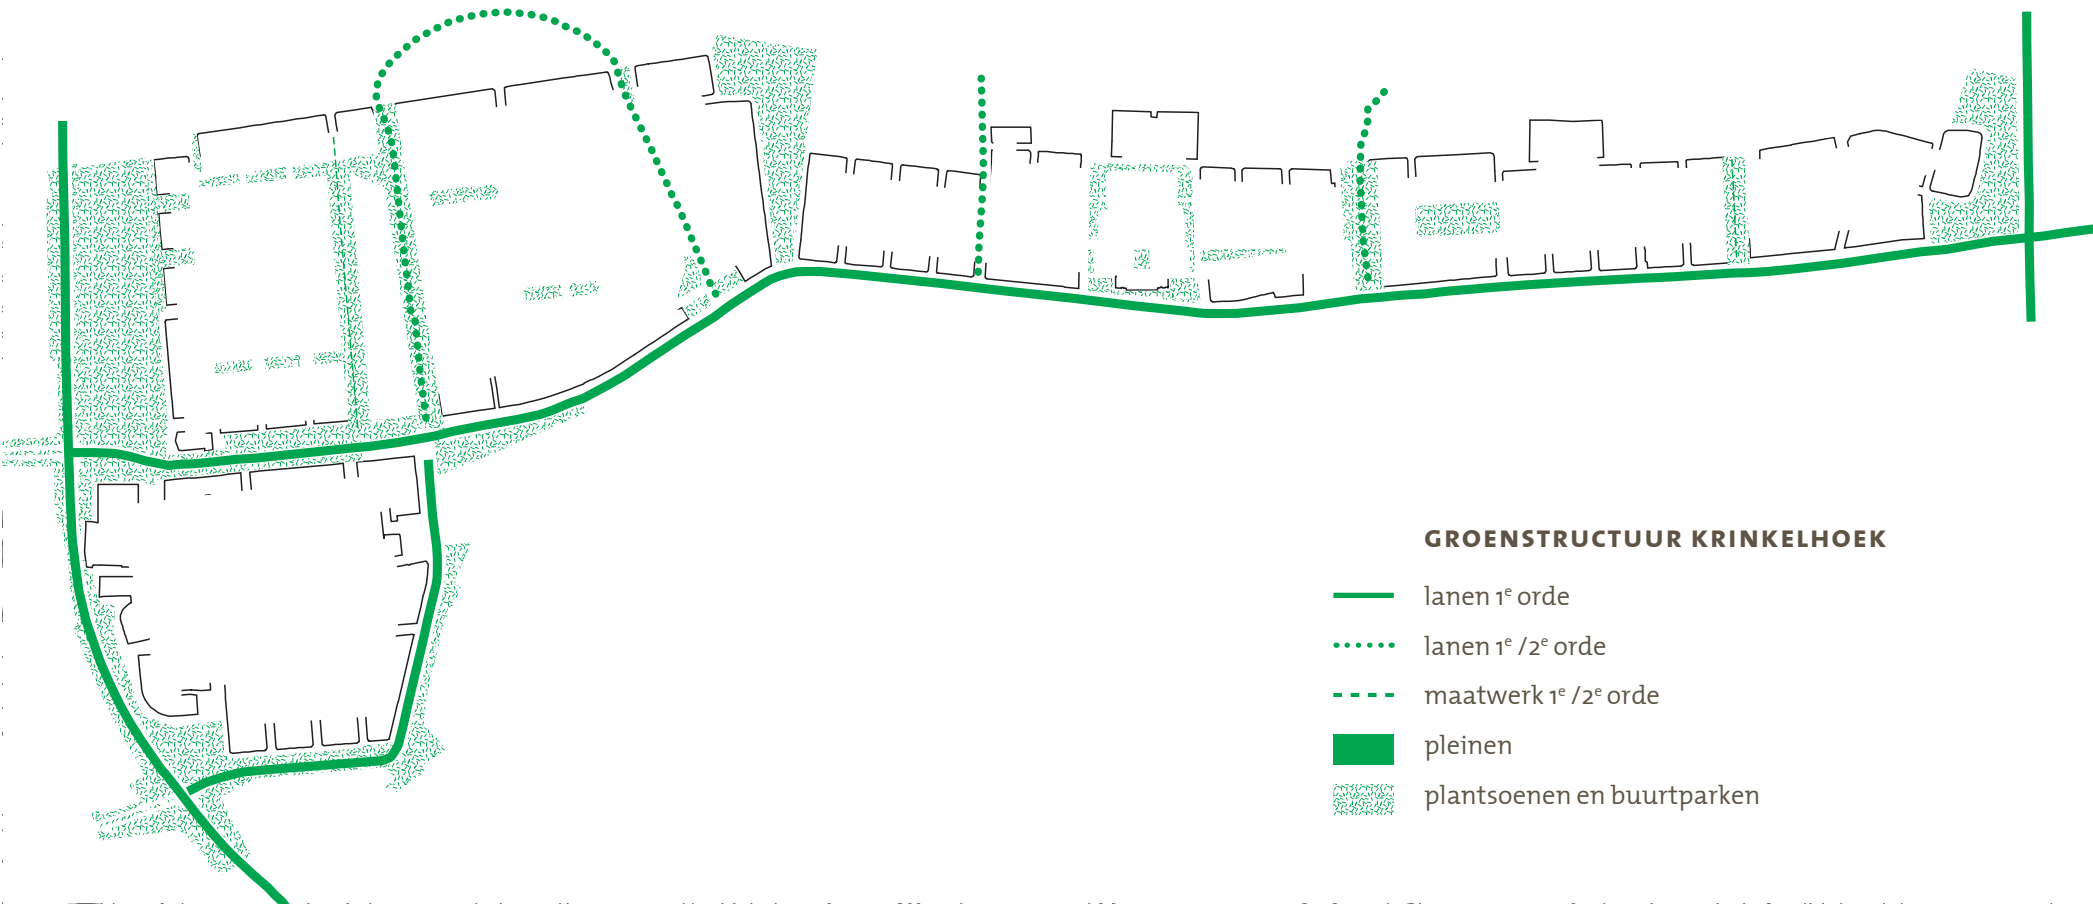 GROENSTRUCTUUR KRINKELHOEK
lanen 1e orde
lanen 1e /2e orde
maatwerk 1e /2e orde
pleinen
plantsoenen en buurtparken